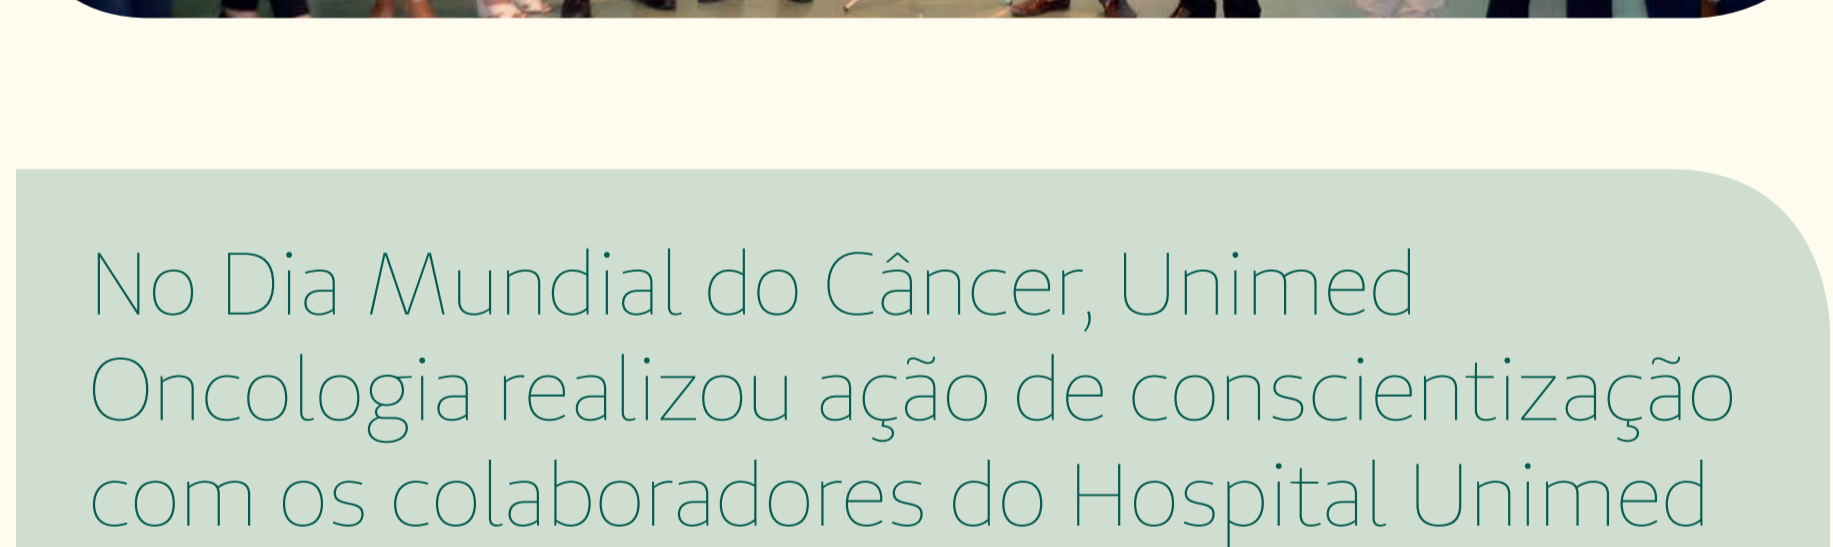 No Dia Mundial do Câncer, Unimed
Oncologia realizou ação de conscientização
com os colaboradores do Hospital Unimed